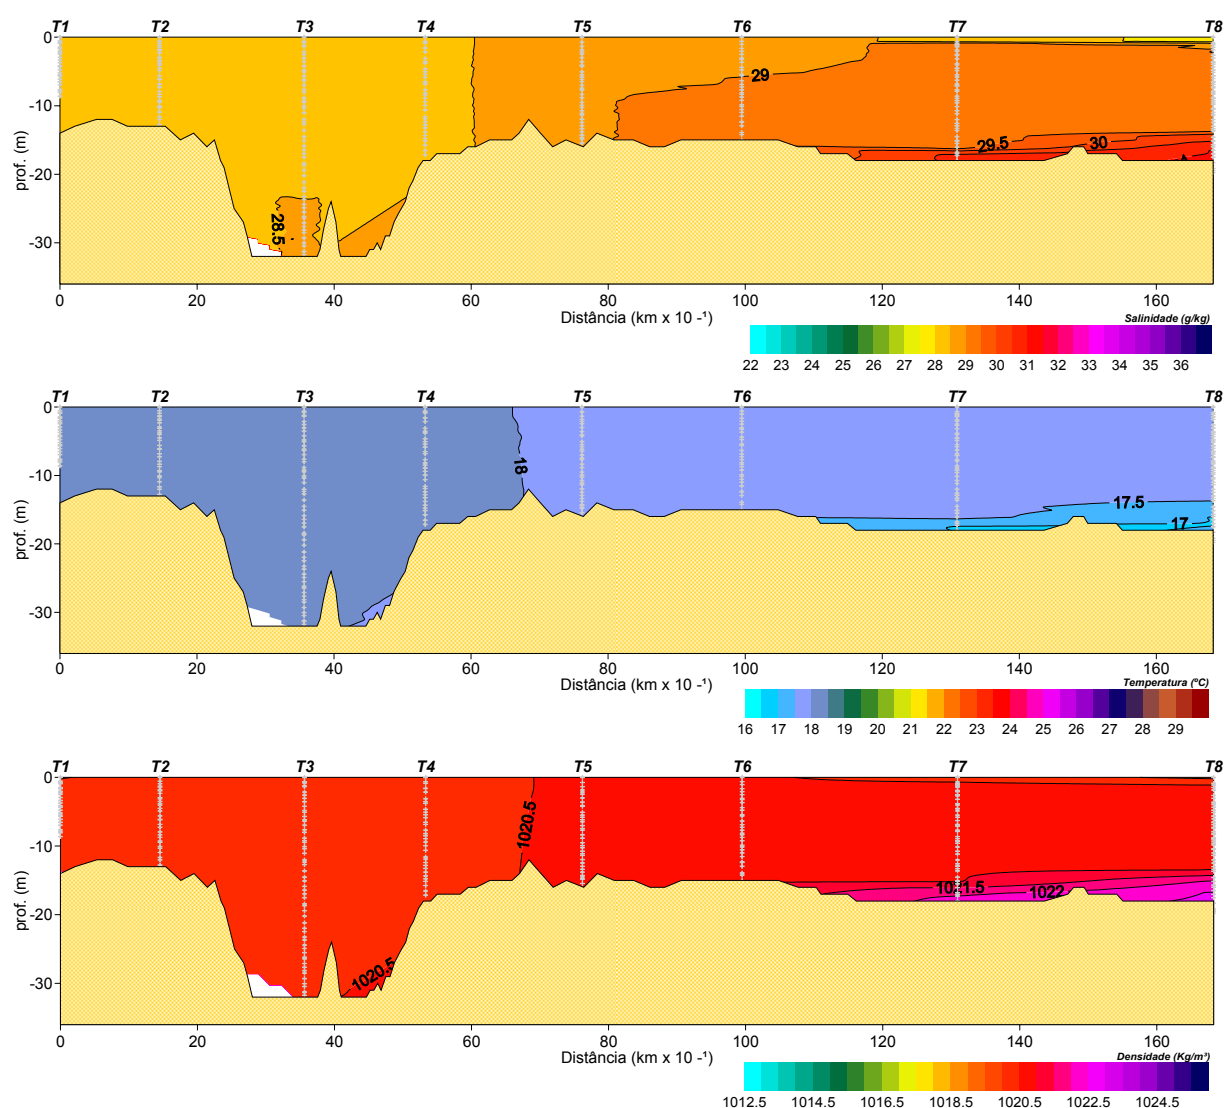 T1 T2 T3 T4 T5 T6 T7 T8
0
-10
-20
-30
prof. (m)
29
29.5
30
28.5
0 20 40 60 80 100 120 140 160
Distância (km x 10 -¹)
Salinidade (g/kg)
22 23 24 25 26 27 28 29 30 31 32 33 34 35 36
T1 T2 T3 T4 T5 T6 T7 T8
0
-10
-20
-30
prof. (m)
18
17.5
17
0 20 40 60 80 100 120 140 160
Distância (km x 10 -¹)
Temperatura (ºC)
16 17 18 19 20 21 22 23 24 25 26 27 28 29
T1 T2 T3 T4 T5 T6 T7 T8
0
-10
-20
-30
prof. (m)
1020.5
1021.5
1022
1020.5
0 20 40 60 80 100 120 140 160
Distância (km x 10 -¹)
Densidade (Kg/m³)
1012.5 1014.5 1016.5 1018.5 1020.5 1022.5 1024.5